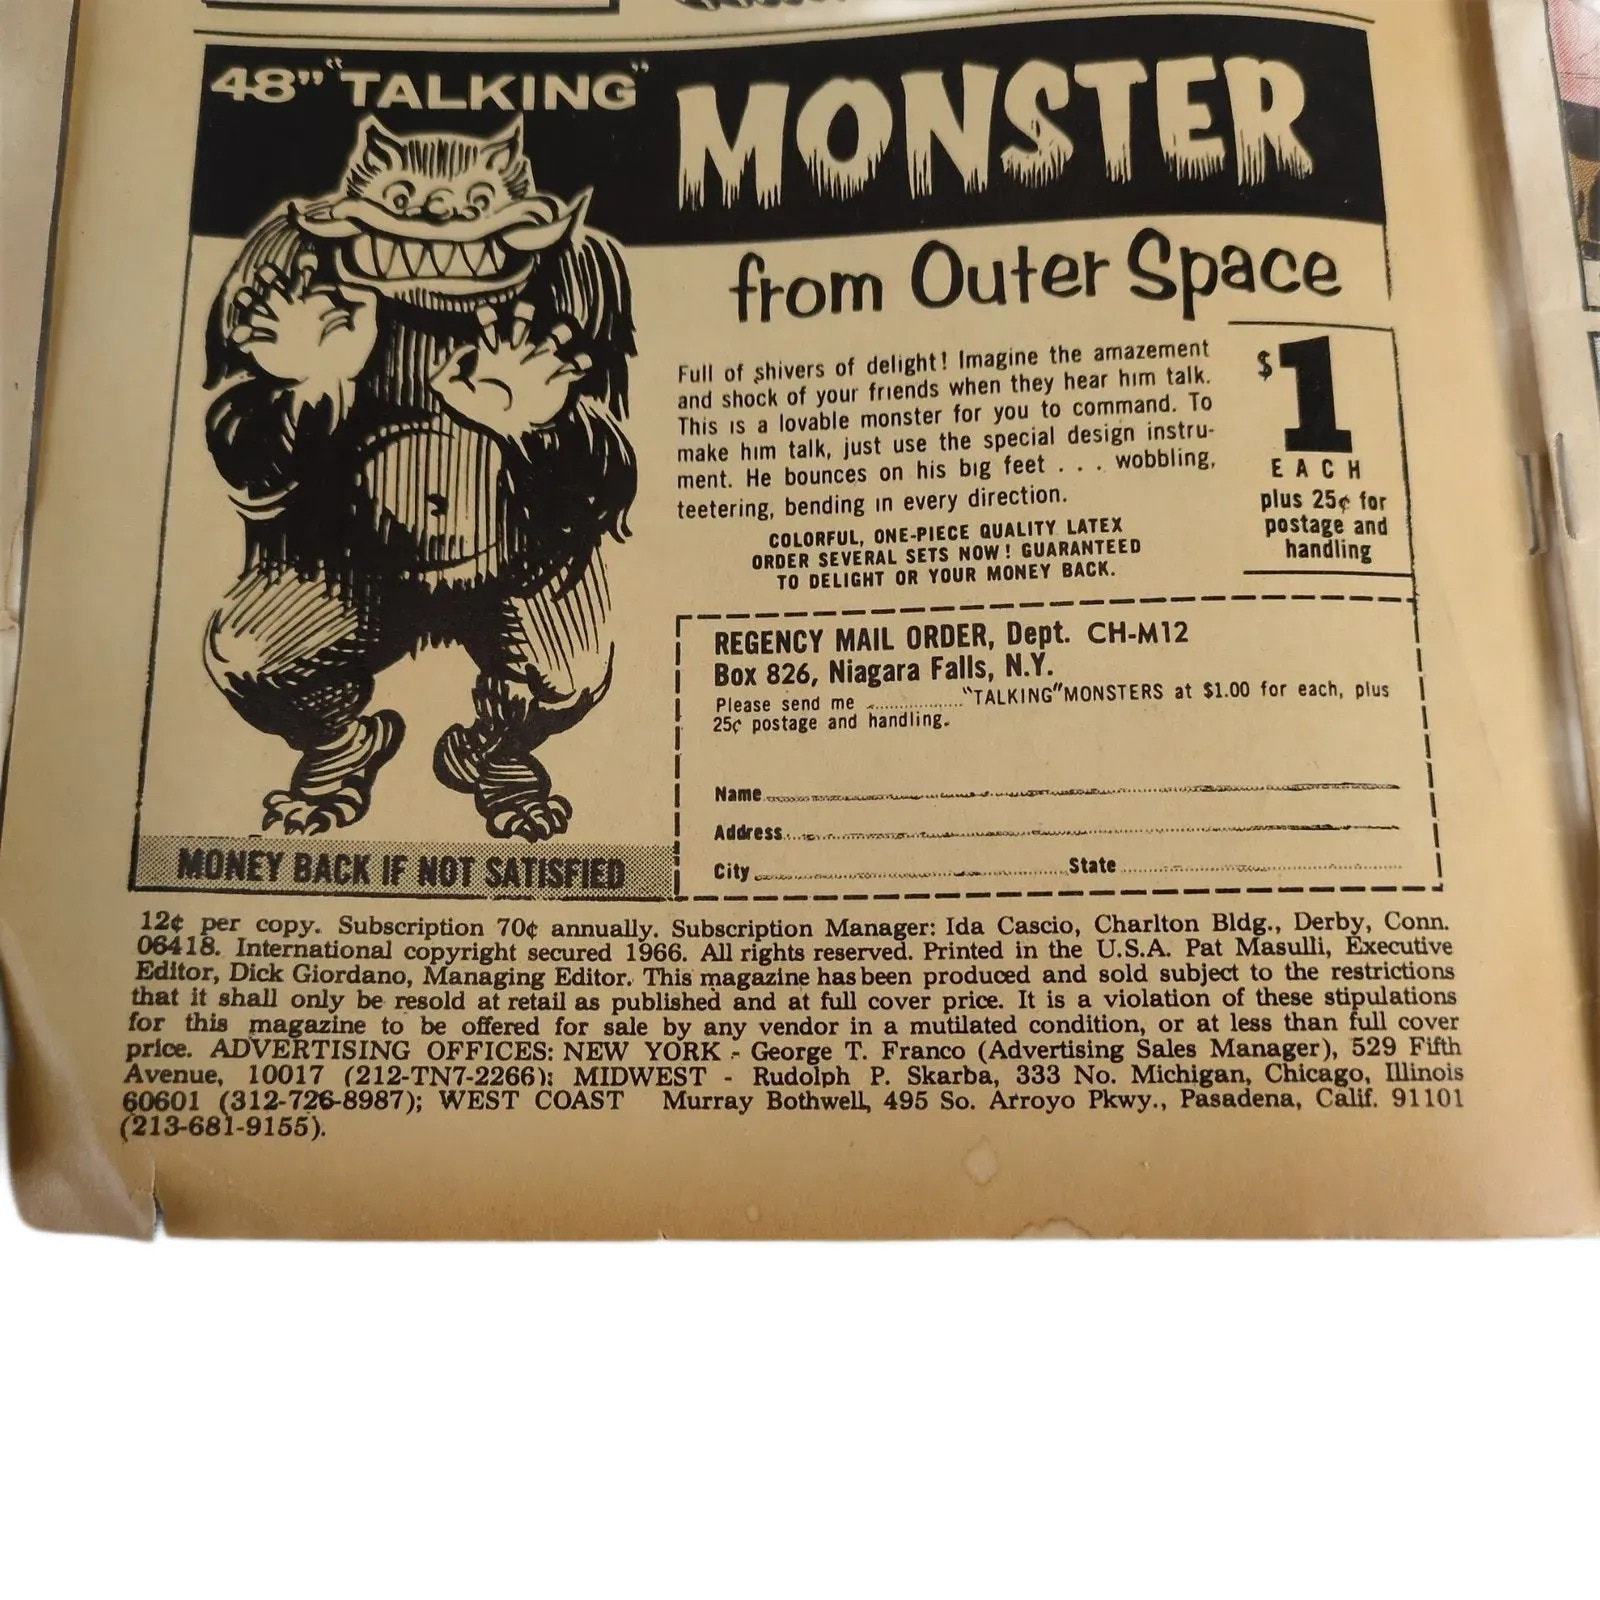 48" "TALKING" MONSTER
from Outer Space
Full of shivers of delight! Imagine the amazement
and shock of your friends when they hear him talk.
This is a lovable monster for you to command. To
make him talk, just use the special design instru-
ment. He bounces on his big feet . . . wobbling,
teetering, bending in every direction.
COLORFUL, ONE-PIECE QUALITY LATEX
ORDER SEVERAL SETS NOW! GUARANTEED
TO DELIGHT OR YOUR MONEY BACK.
$1
EACH
plus 25¢ for
postage and
handling
REGENCY MAIL ORDER, Dept. CH-M12
Box 826, Niagara Falls, N.Y.
Please send me .................. "TALKING"MONSTERS at $1.00 for each, plus
25¢ postage and handling.
Name
Address
City State
MONEY BACK IF NOT SATISFIED
12¢ per copy. Subscription 70¢ annually. Subscription Manager: Ida Cascio, Charlton Bldg., Derby, Conn.
06418. International copyright secured 1966. All rights reserved. Printed in the U.S.A. Pat Masulli, Executive
Editor, Dick Giordano, Managing Editor. This magazine has been produced and sold subject to the restrictions
that it shall only be resold at retail as published and at full cover price. It is a violation of these stipulations
for this magazine to be offered for sale by any vendor in a mutilated condition, or at less than full cover
price. ADVERTISING OFFICES: NEW YORK - George T. Franco (Advertising Sales Manager), 529 Fifth
Avenue, 10017 (212-TN7-2266); MIDWEST - Rudolph P. Skarba, 333 No. Michigan, Chicago, Illinois
60601 (312-726-8987); WEST COAST Murray Bothwell, 495 So. Arroyo Pkwy., Pasadena, Calif. 91101
(213-681-9155).